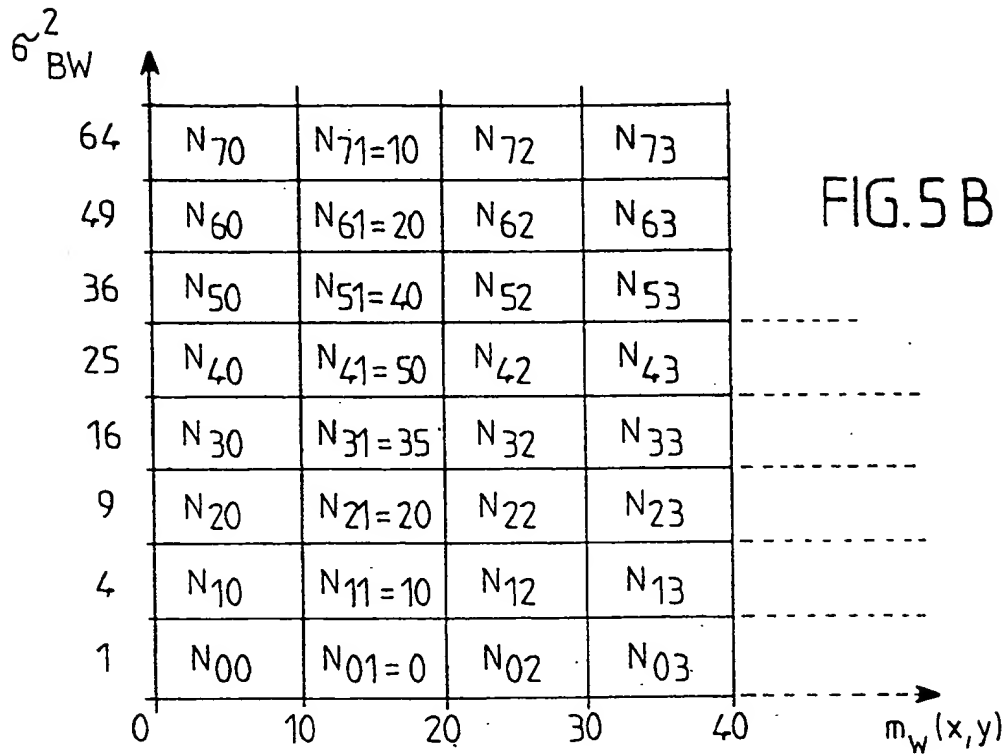 σ²BW
64 N70 N71=10 N72 N73
49 N60 N61=20 N62 N63
FIG.5B
36 N50 N51=40 N52 N53
25 N40 N41=50 N42 N43
16 N30 N31=35 N32 N33
9 N20 N21=20 N22 N23
4 N10 N11=10 N12 N13
1 N00 N01=0 N02 N03
0 10 20 30 40 mw(x,y)